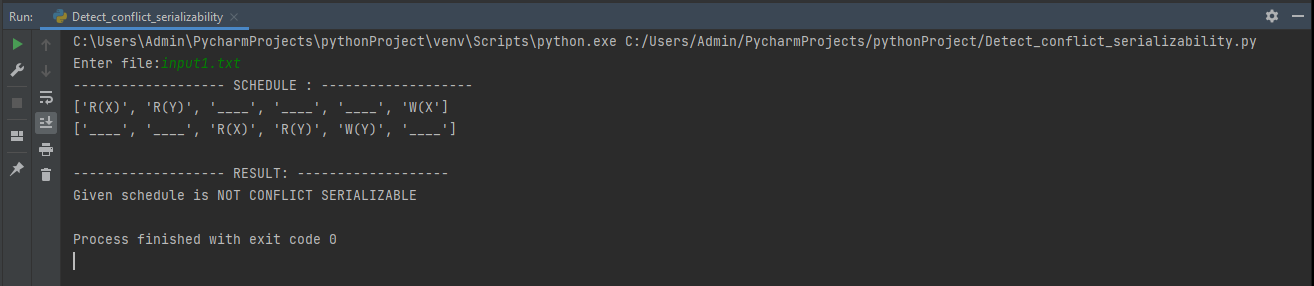 Run: Detect_conflict_serializability
C:\Users\Admin\PycharmProjects\pythonProject\venv\Scripts\python.exe C:/Users/Admin/PycharmProjects/pythonProject/Detect_conflict_serializability.py
Enter file:input1.txt
------------------- SCHEDULE : -------------------
['R(X)', 'R(Y)', '____', '____', '____', 'W(X']
['____', '____', 'R(X)', 'R(Y)', 'W(Y)', '____']
------------------- RESULT: -------------------
Given schedule is NOT CONFLICT SERIALIZABLE
Process finished with exit code 0